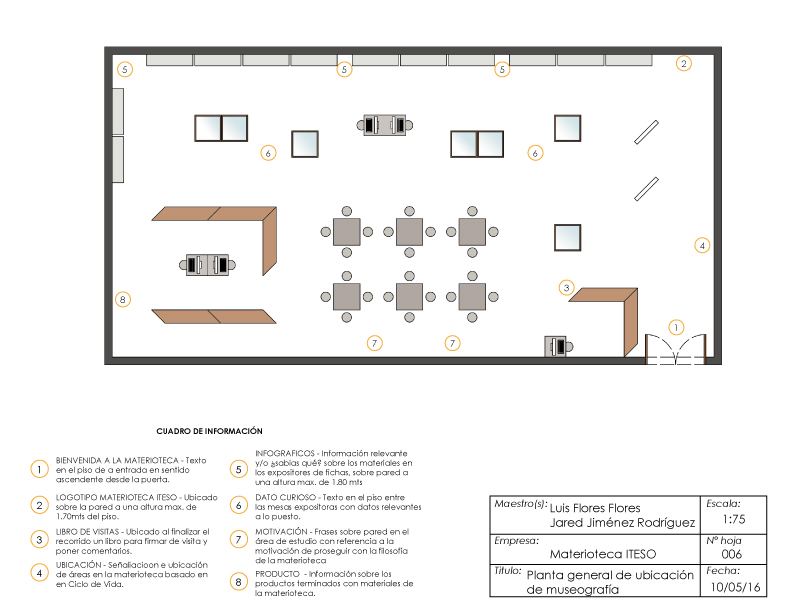 5
5
5
2
6
6
4
8
3
1
7
7
CUADRO DE INFORMACIÓN
1
BIENVENIDA A LA MATERIOTECA - Texto
en el piso de a entrada en sentido
ascendente desde la puerta.
2
LOGOTIPO MATERIOTECA ITESO - Ubicado
sobre la pared a una altura max. de
1.70mts del piso.
3
LIBRO DE VISITAS - Ubicado al finalizar el
recorrido un libro para firmar de visita y
poner comentarlos.
4
UBICACIÓN - Señaliacioon e ubicación
de áreas en la materioteca basado en
en Ciclo de Vida.
5
INFOGRAFICOS - Información relevante
y/o ¿sabias qué? sobre los materiales en
los expositores de fichas, sobre pared a
una altura max. de 1.80 mts
6
DATO CURIOSO - Texto en el piso entre
las mesas expositoras con datos relevantes
a lo puesto.
7
MOTIVACIÓN - Frases sobre pared en el
área de estudio con referencia a la
motivación de proseguir con la filosofía
de la materioteca
8
PRODUCTO - Información sobre los
productos terminados con materiales de
la materioteca.
Maestro(s): Luis Flores Flores
Jared Jiménez Rodríguez
Escala:
1:75
Empresa:
Materioteca ITESO
N° hoja
006
Titulo: Planta general de ubicación
de museografía
Fecha:
10/05/16